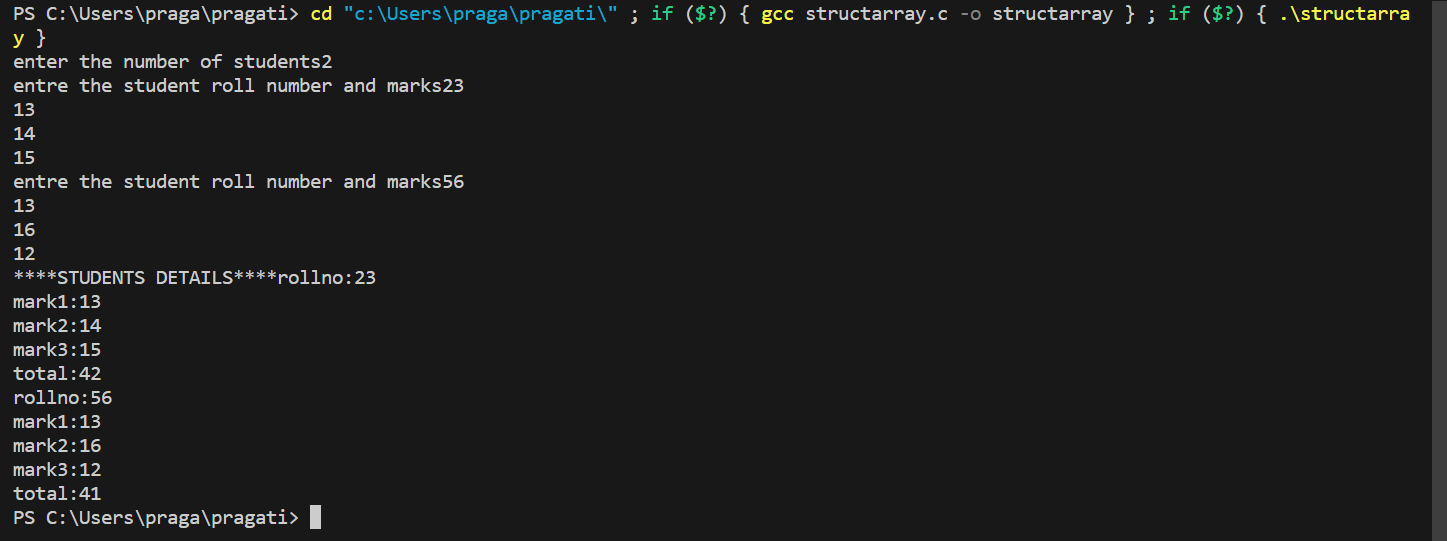 PS C:\Users\praga\pragati> cd "c:\Users\praga\pragati\" ; if ($?) { gcc structarray.c -o structarray } ; if ($?) { .\structarra
y }
enter the number of students2
entre the student roll number and marks23
13
14
15
entre the student roll number and marks56
13
16
12
****STUDENTS DETAILS****rollno:23
mark1:13
mark2:14
mark3:15
total:42
rollno:56
mark1:13
mark2:16
mark3:12
total:41
PS C:\Users\praga\pragati>